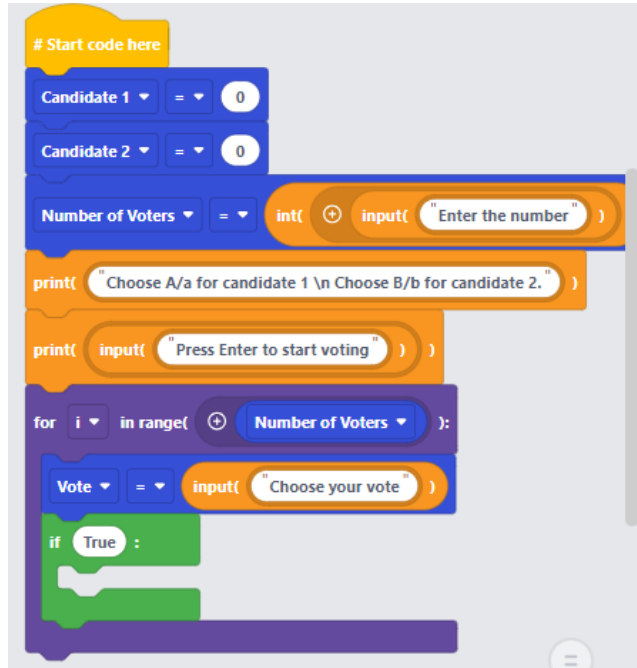 # Start code here
Candidate 1 = 0
Candidate 2 = 0
Number of Voters = int( input( "Enter the number" ) )
print( "Choose A/a for candidate 1 \n Choose B/b for candidate 2." )
print( input( "Press Enter to start voting" ) )
for i in range( Number of Voters ):
Vote = input( "Choose your vote" )
if True :